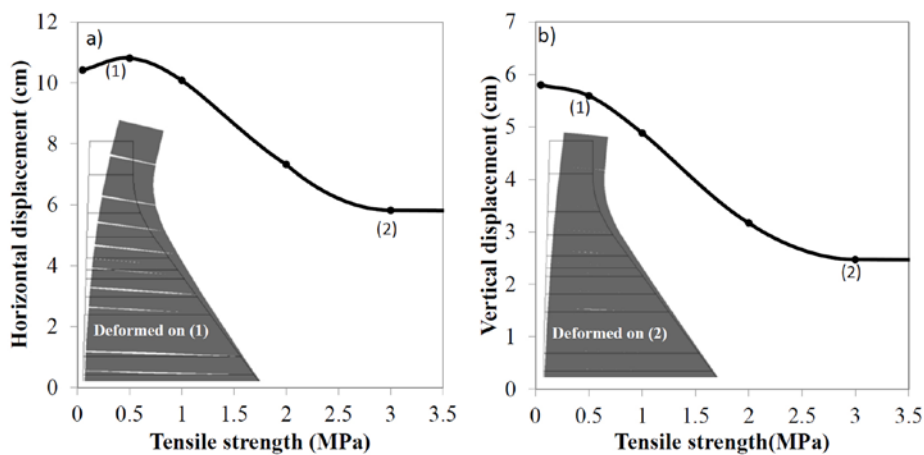 a)
Horizontal displacement (cm)
12
10
8
6
4
2
0
(1)
(2)
Deformed on (1)
0 0.5 1 1.5 2 2.5 3 3.5
Tensile strength (MPa)
b)
Vertical displacement (cm)
7
6
5
4
3
2
1
0
(1)
(2)
Deformed on (2)
0 0.5 1 1.5 2 2.5 3 3.5
Tensile strength(MPa)